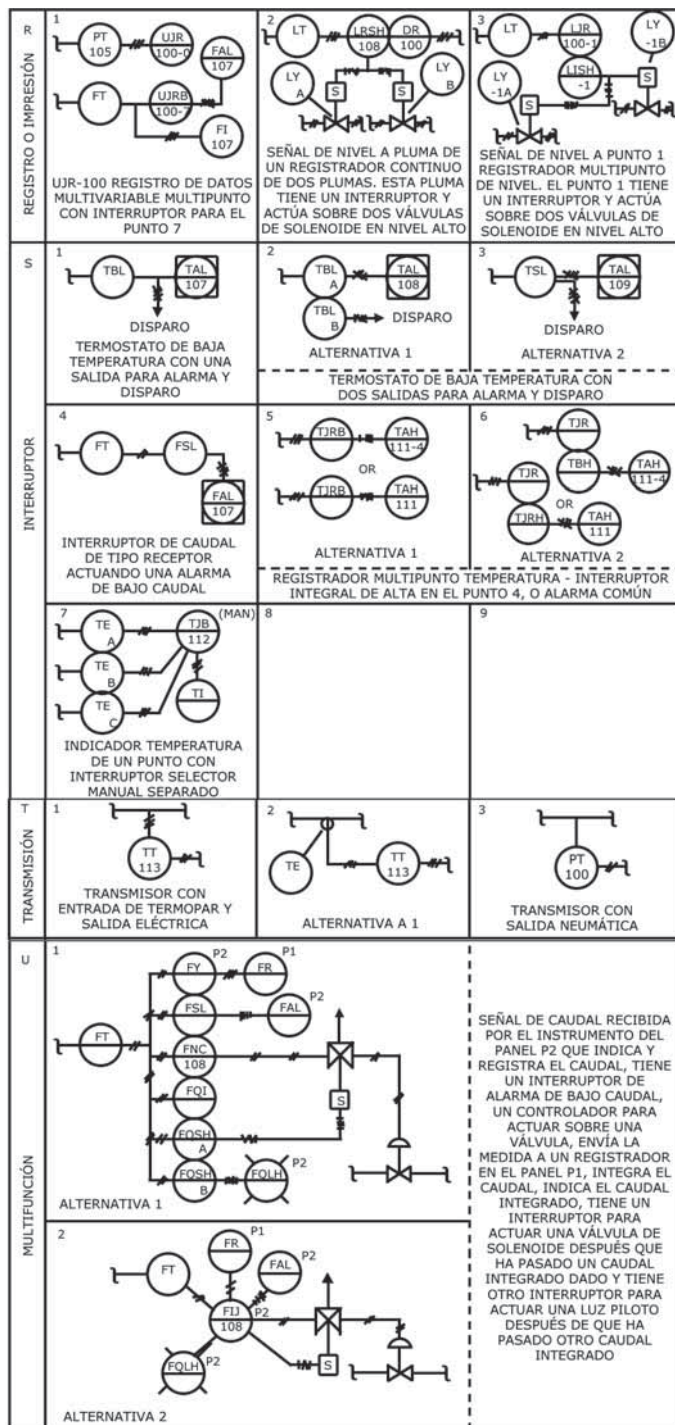 R
REGISTRO O IMPRESIÓN
1
PT
105
UJR
100-0
FAL
107
FT
UJRB
100-7
FI
107
UJR-100 REGISTRO DE DATOS
MULTIVARIABLE MULTIPUNTO
CON INTERRUPTOR PARA EL
PUNTO 7
2
LT
LRSH
108
DR
100
LY
A
S
S
LY
B
SEÑAL DE NIVEL A PLUMA DE
UN REGISTRADOR CONTINUO
DE DOS PLUMAS. ESTA PLUMA
TIENE UN INTERRUPTOR Y
ACTÚA SOBRE DOS VÁLVULAS
DE SOLENOIDE EN NIVEL ALTO
3
LT
LJR
100-1
LY
-1B
LISH
-1
LY
-1A
S
S
SEÑAL DE NIVEL A PUNTO 1
REGISTRADOR MULTIPUNTO
DE NIVEL. EL PUNTO 1 TIENE
UN INTERRUPTOR Y ACTÚA
SOBRE DOS VÁLVULAS DE
SOLENOIDE EN NIVEL ALTO
S
INTERRUPTOR
1
TBL
TAL
107
DISPARO
TERMOSTATO DE BAJA
TEMPERATURA CON UNA
SALIDA PARA ALARMA Y
DISPARO
2
TBL
A
TAL
108
TBL
B
DISPARO
ALTERNATIVA 1
3
TSL
TAL
109
DISPARO
ALTERNATIVA 2
TERMOSTATO DE BAJA TEMPERATURA CON
DOS SALIDAS PARA ALARMA Y DISPARO
4
FT
FSL
FAL
107
INTERRUPTOR DE CAUDAL
DE TIPO RECEPTOR
ACTUANDO UNA ALARMA
DE BAJO CAUDAL
5
TJRB
TAH
111-4
OR
TJRB
TAH
111
ALTERNATIVA 1
6
TJR
TBH
TAH
111-4
TJR
OR
TJRH
TAH
111
ALTERNATIVA 2
REGISTRADOR MULTIPUNTO TEMPERATURA - INTERRUPTOR
INTEGRAL DE ALTA EN EL PUNTO 4, O ALARMA COMÚN
7
TE
A
TJB
112
(MAN)
TE
B
TI
TE
C
INDICADOR TEMPERATURA
DE UN PUNTO CON
INTERRUPTOR SELECTOR
MANUAL SEPARADO
8
9
T
TRANSMISIÓN
1
TT
113
TRANSMISOR CON
ENTRADA DE TERMOPAR Y
SALIDA ELÉCTRICA
2
TE
TT
113
ALTERNATIVA A 1
3
PT
100
TRANSMISOR CON
SALIDA NEUMÁTICA
U
MULTIFUNCIÓN
1
FY
P2
FR
P1
FSL
FAL
P2
FT
FNC
108
FQI
S
FQSH
A
FQSH
B
FQLH
P2
ALTERNATIVA 1
2
FR
P1
FAL
P2
FT
FIJ
108
P2
FQLH
P2
S
ALTERNATIVA 2
SEÑAL DE CAUDAL RECIBIDA
POR EL INSTRUMENTO DEL
PANEL P2 QUE INDICA Y
REGISTRA EL CAUDAL, TIENE
UN INTERRUPTOR DE
ALARMA DE BAJO CAUDAL,
UN CONTROLADOR PARA
ACTUAR SOBRE UNA
VÁLVULA, ENVÍA LA
MEDIDA A UN REGISTRADOR
EN EL PANEL P1, INTEGRA EL
CAUDAL, INDICA EL CAUDAL
INTEGRADO, TIENE UN
INTERRUPTOR PARA
ACTUAR UNA VÁLVULA DE
SOLENOIDE DESPUÉS QUE
HA PASADO UN CAUDAL
INTEGRADO DADO Y TIENE
OTRO INTERRUPTOR PARA
ACTUAR UNA LUZ PILOTO
DESPUÉS DE QUE HA
PASADO OTRO CAUDAL
INTEGRADO